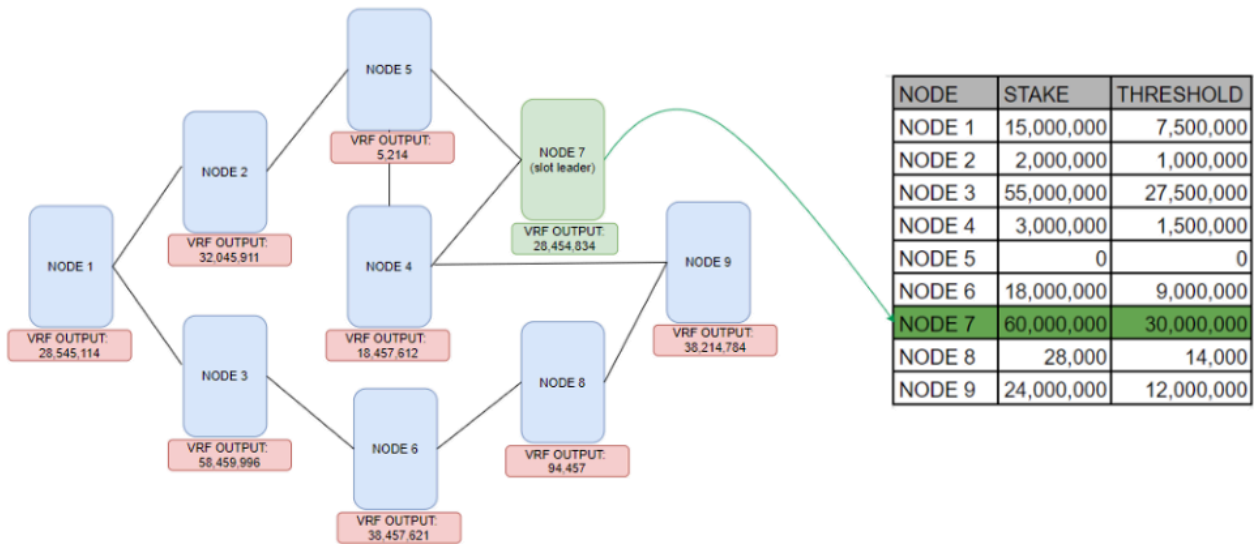 NODE 5
VRF OUTPUT:
5,214
NODE 2
VRF OUTPUT:
32,045,911
NODE 7
(slot leader)
VRF OUTPUT:
28,454,834
NODE 1
VRF OUTPUT:
28,545,114
NODE 4
VRF OUTPUT:
18,457,612
NODE 9
VRF OUTPUT:
38,214,784
NODE 3
VRF OUTPUT:
58,459,996
NODE 6
VRF OUTPUT:
38,457,621
NODE 8
VRF OUTPUT:
94,457
NODE STAKE THRESHOLD
NODE 1 15,000,000 7,500,000
NODE 2 2,000,000 1,000,000
NODE 3 55,000,000 27,500,000
NODE 4 3,000,000 1,500,000
NODE 5 0 0
NODE 6 18,000,000 9,000,000
NODE 7 60,000,000 30,000,000
NODE 8 28,000 14,000
NODE 9 24,000,000 12,000,000